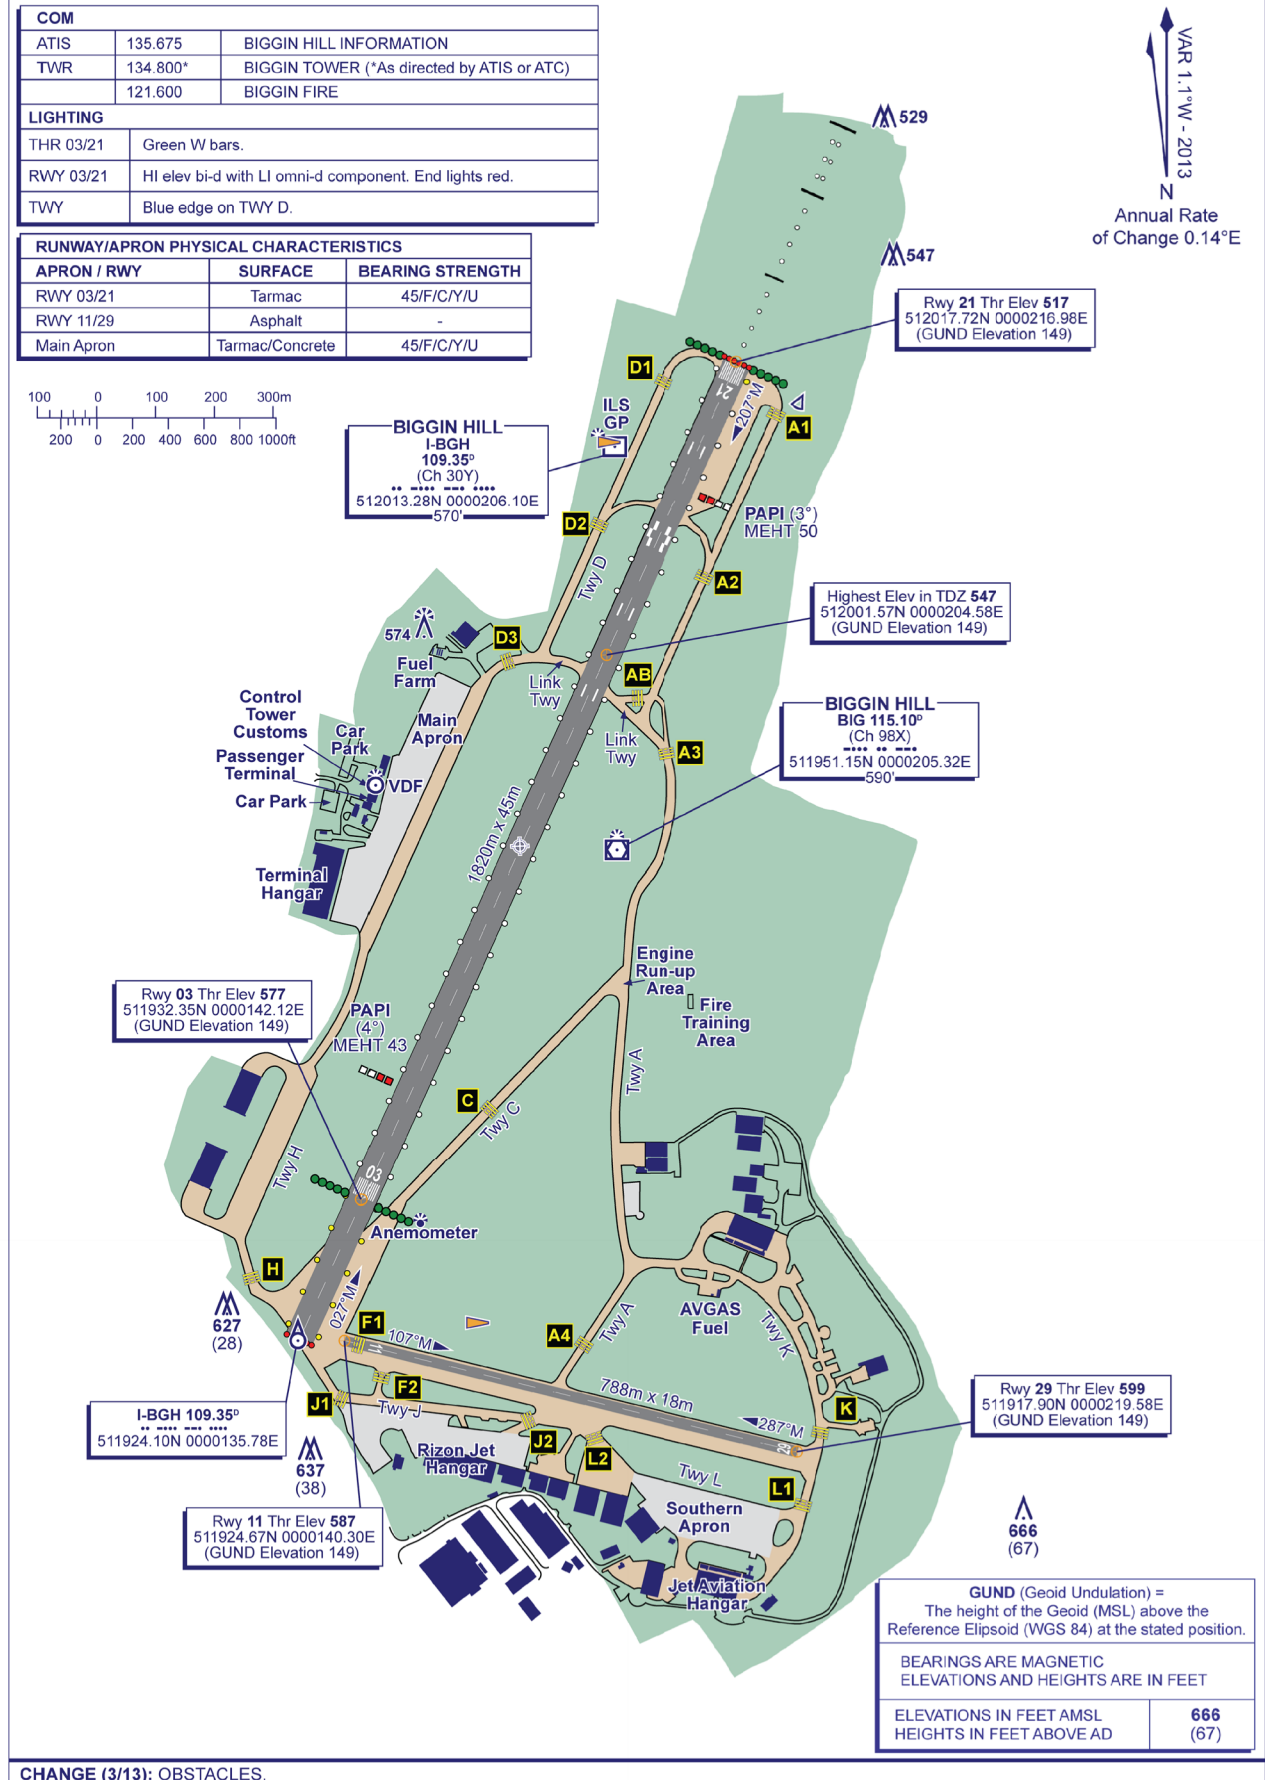 COM
ATIS 135.675 BIGGIN HILL INFORMATION
TWR 134.800* BIGGIN TOWER (*As directed by ATIS or ATC)
121.600 BIGGIN FIRE
LIGHTING
THR 03/21 Green W bars.
RWY 03/21 HI elev bi-d with LI omni-d component. End lights red.
TWY Blue edge on TWY D.
RUNWAY/APRON PHYSICAL CHARACTERISTICS
APRON / RWY SURFACE BEARING STRENGTH
RWY 03/21 Tarmac 45/F/C/Y/U
RWY 11/29 Asphalt -
Main Apron Tarmac/Concrete 45/F/C/Y/U
100 0 100 200 300m
200 0 200 400 600 800 1000ft
VAR 1.1°W - 2013
N
Annual Rate
of Change 0.14°E
529
547
Rwy 21 Thr Elev 517
512017.72N 0000216.98E
(GUND Elevation 149)
D1
ILS
GP
21
207°M
A1
BIGGIN HILL
I-BGH
109.35ᴰ
(Ch 30Y)
512013.28N 0000206.10E
570'
D2
PAPI (3°)
MEHT 50
Twy D
A2
Highest Elev in TDZ 547
512001.57N 0000204.58E
(GUND Elevation 149)
574
D3
Fuel
Farm
Link
Twy
AB
Control
Tower
Customs
Main
Apron
Car
Park
Link
Twy
A3
BIGGIN HILL
BIG 115.10ᴰ
(Ch 98X)
511951.15N 0000205.32E
590'
Passenger
Terminal
VDF
Car Park
1820m x 45m
Terminal
Hangar
Engine
Run-up
Area
Fire
Training
Area
Rwy 03 Thr Elev 577
511932.35N 0000142.12E
(GUND Elevation 149)
PAPI
(4°)
MEHT 43
Twy A
C
Twy C
Twy H
03
Anemometer
H
027°M
627
(28)
F1
11
107°M
A4
Twy A
AVGAS
Fuel
Twy K
F2
J1
Twy J
788m x 18m
287°M
29
K
Rwy 29 Thr Elev 599
511917.90N 0000219.58E
(GUND Elevation 149)
I-BGH 109.35ᴰ
511924.10N 0000135.78E
637
(38)
Rizon Jet
Hangar
J2
L2
Twy L
L1
Southern
Apron
Rwy 11 Thr Elev 587
511924.67N 0000140.30E
(GUND Elevation 149)
666
(67)
Jet Aviation
Hangar
GUND (Geoid Undulation) =
The height of the Geoid (MSL) above the
Reference Elipsoid (WGS 84) at the stated position.
BEARINGS ARE MAGNETIC
ELEVATIONS AND HEIGHTS ARE IN FEET
ELEVATIONS IN FEET AMSL 666
HEIGHTS IN FEET ABOVE AD (67)
CHANGE (3/13): OBSTACLES.